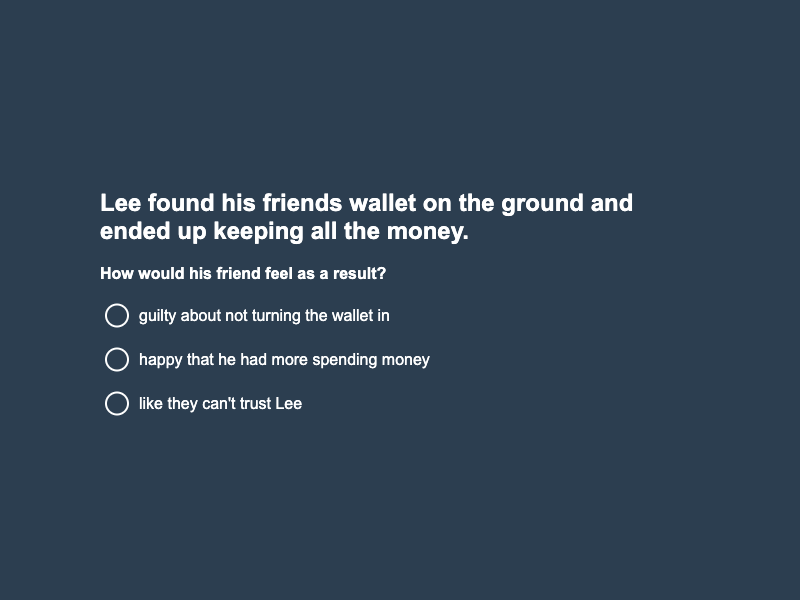 Lee found his friends wallet on the ground and
ended up keeping all the money.
How would his friend feel as a result?
guilty about not turning the wallet in
happy that he had more spending money
like they can't trust Lee